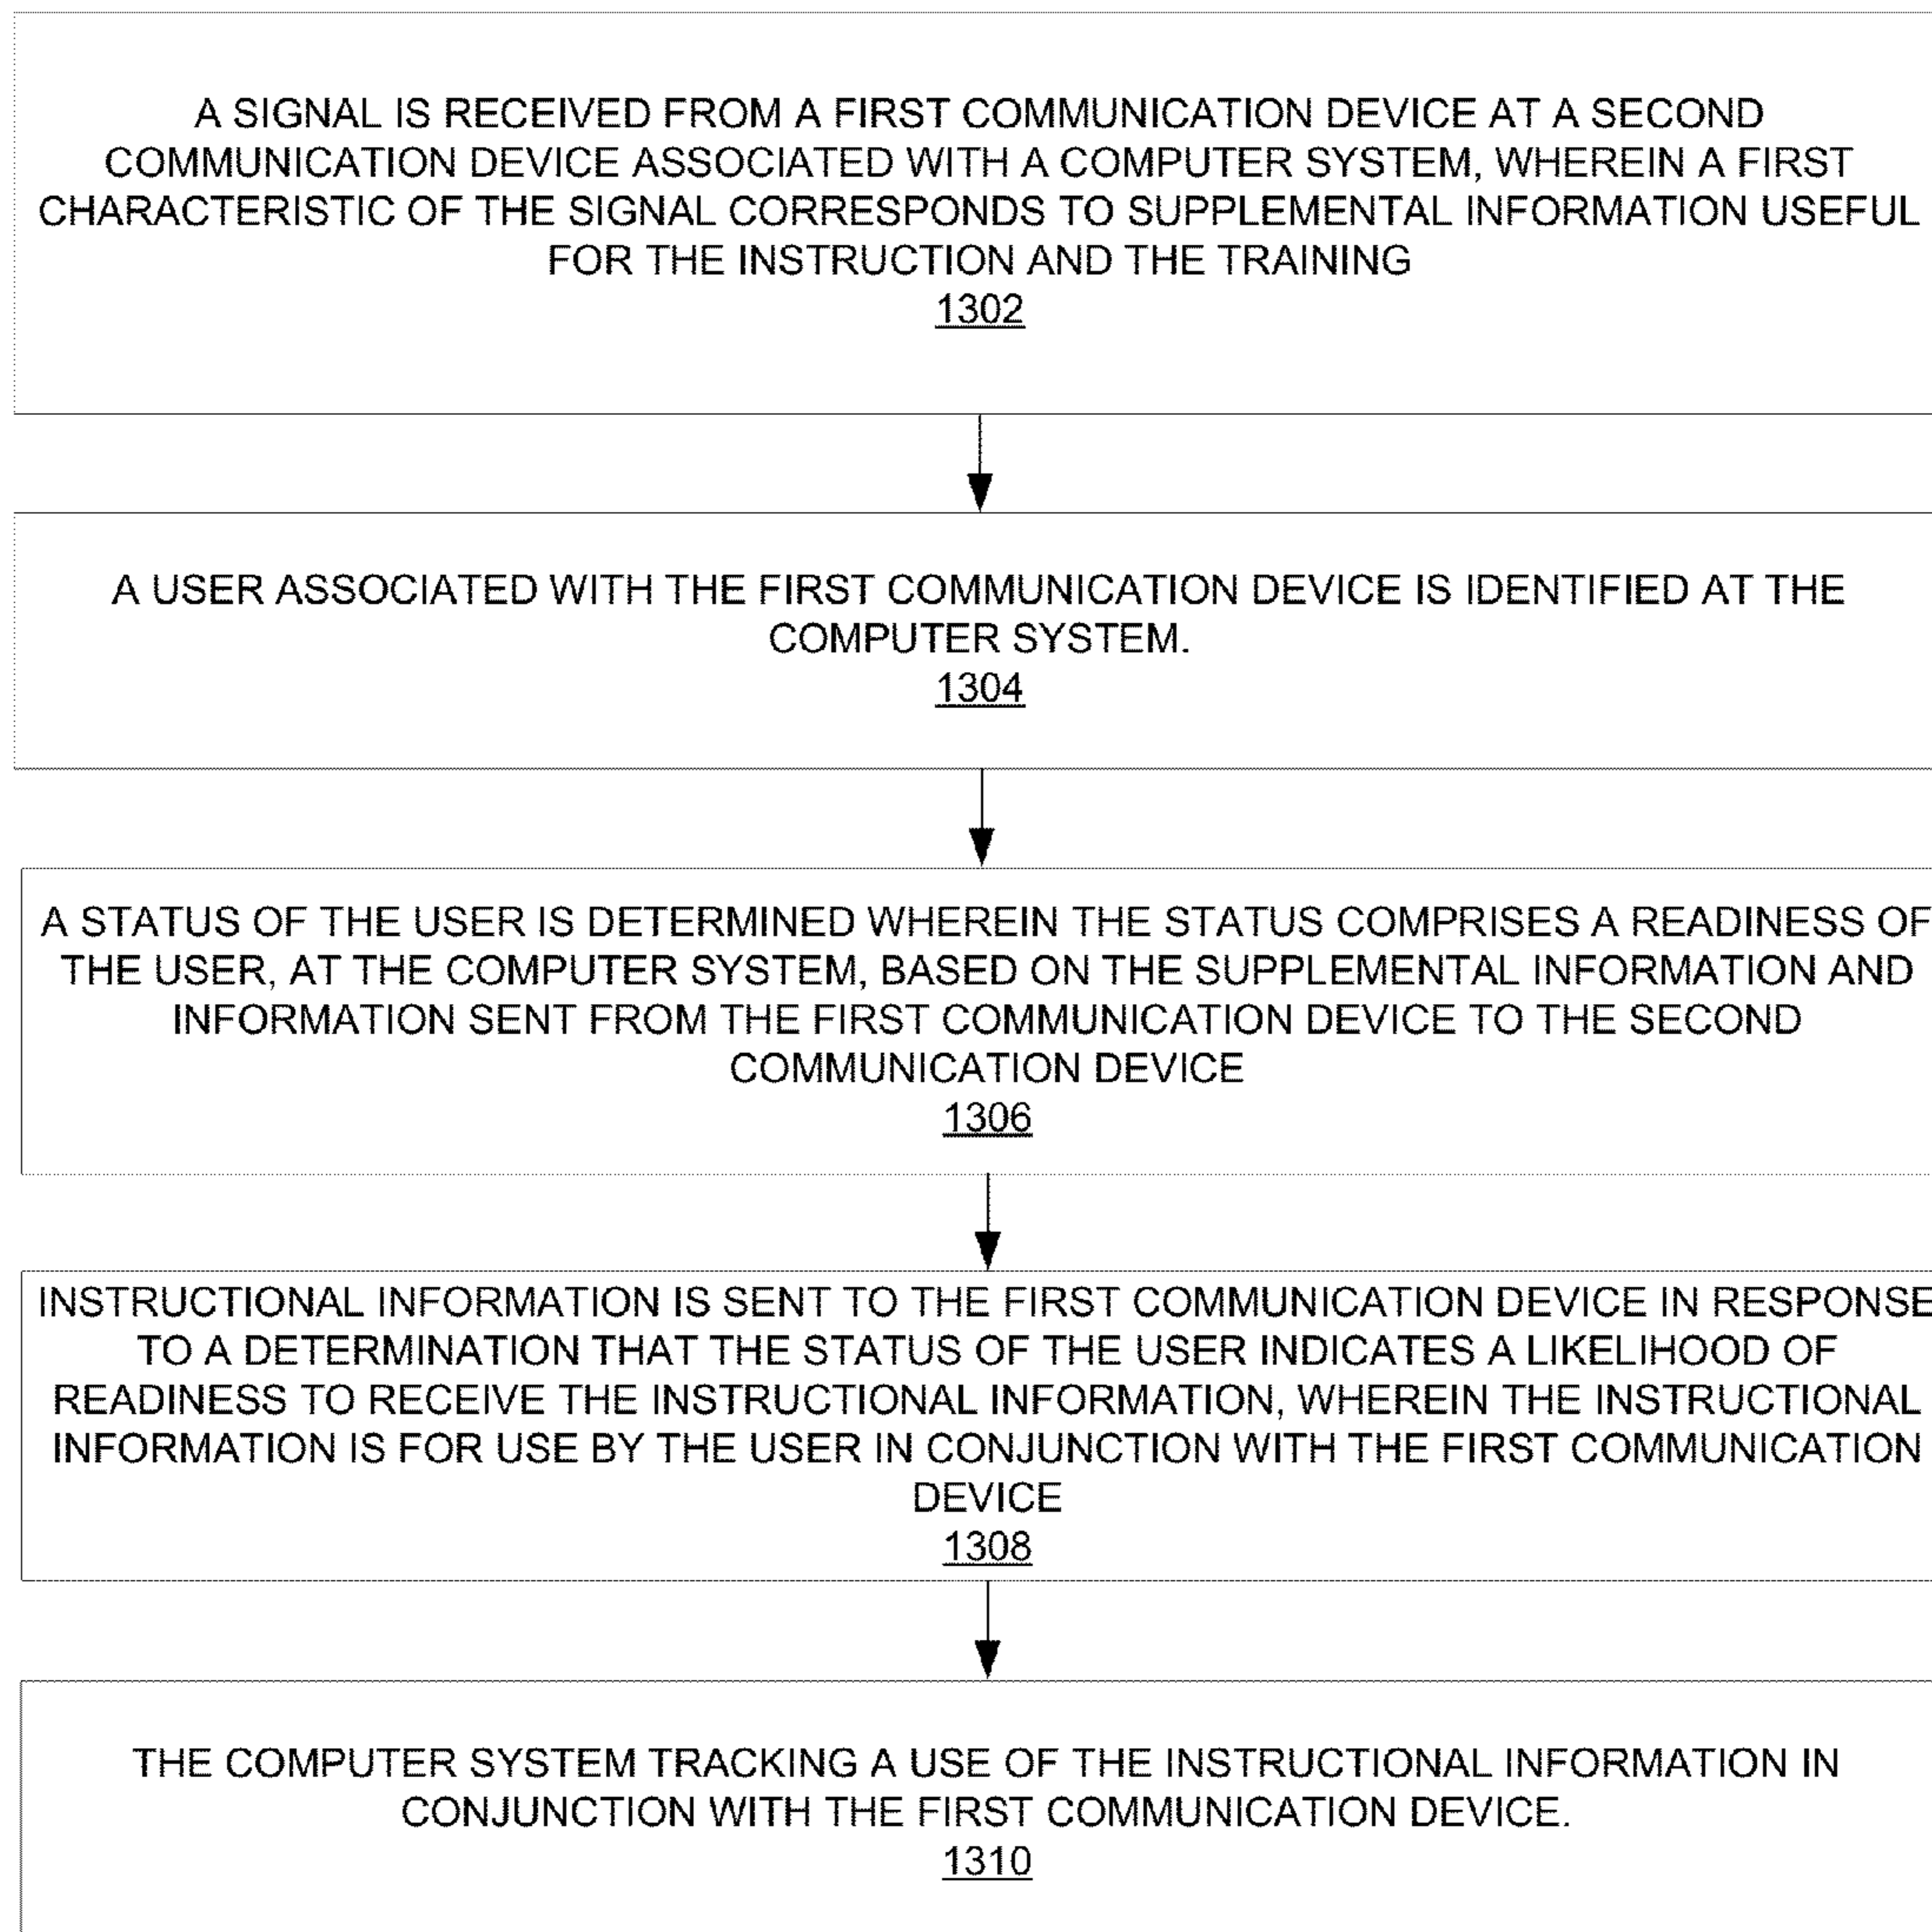 A SIGNAL IS RECEIVED FROM A FIRST COMMUNICATION DEVICE AT A SECOND
COMMUNICATION DEVICE ASSOCIATED WITH A COMPUTER SYSTEM, WHEREIN A FIRST
CHARACTERISTIC OF THE SIGNAL CORRESPONDS TO SUPPLEMENTAL INFORMATION USEFUL
FOR THE INSTRUCTION AND THE TRAINING
1302
A USER ASSOCIATED WITH THE FIRST COMMUNICATION DEVICE IS IDENTIFIED AT THE
COMPUTER SYSTEM.
1304
A STATUS OF THE USER IS DETERMINED WHEREIN THE STATUS COMPRISES A READINESS OF
THE USER, AT THE COMPUTER SYSTEM, BASED ON THE SUPPLEMENTAL INFORMATION AND
INFORMATION SENT FROM THE FIRST COMMUNICATION DEVICE TO THE SECOND
COMMUNICATION DEVICE
1306
INSTRUCTIONAL INFORMATION IS SENT TO THE FIRST COMMUNICATION DEVICE IN RESPONSE
TO A DETERMINATION THAT THE STATUS OF THE USER INDICATES A LIKELIHOOD OF
READINESS TO RECEIVE THE INSTRUCTIONAL INFORMATION, WHEREIN THE INSTRUCTIONAL
INFORMATION IS FOR USE BY THE USER IN CONJUNCTION WITH THE FIRST COMMUNICATION
DEVICE
1308
THE COMPUTER SYSTEM TRACKING A USE OF THE INSTRUCTIONAL INFORMATION IN
CONJUNCTION WITH THE FIRST COMMUNICATION DEVICE.
1310